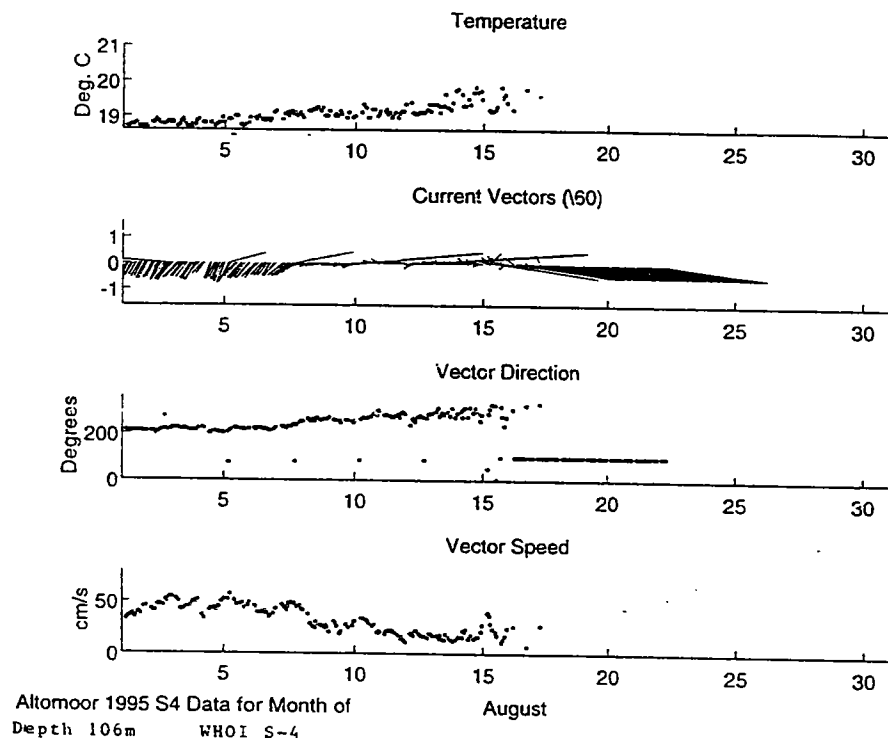 Temperature
Deg. C
21
20
19
5 10 15 20 25 30
Current Vectors (\60)
1
0
-1
5 10 15 20 25 30
Vector Direction
Degrees
200
0
5 10 15 20 25 30
Vector Speed
cm/s
50
0
5 10 15 20 25 30
Altomoor 1995 S4 Data for Month of August
Depth 106m WHOI S-4